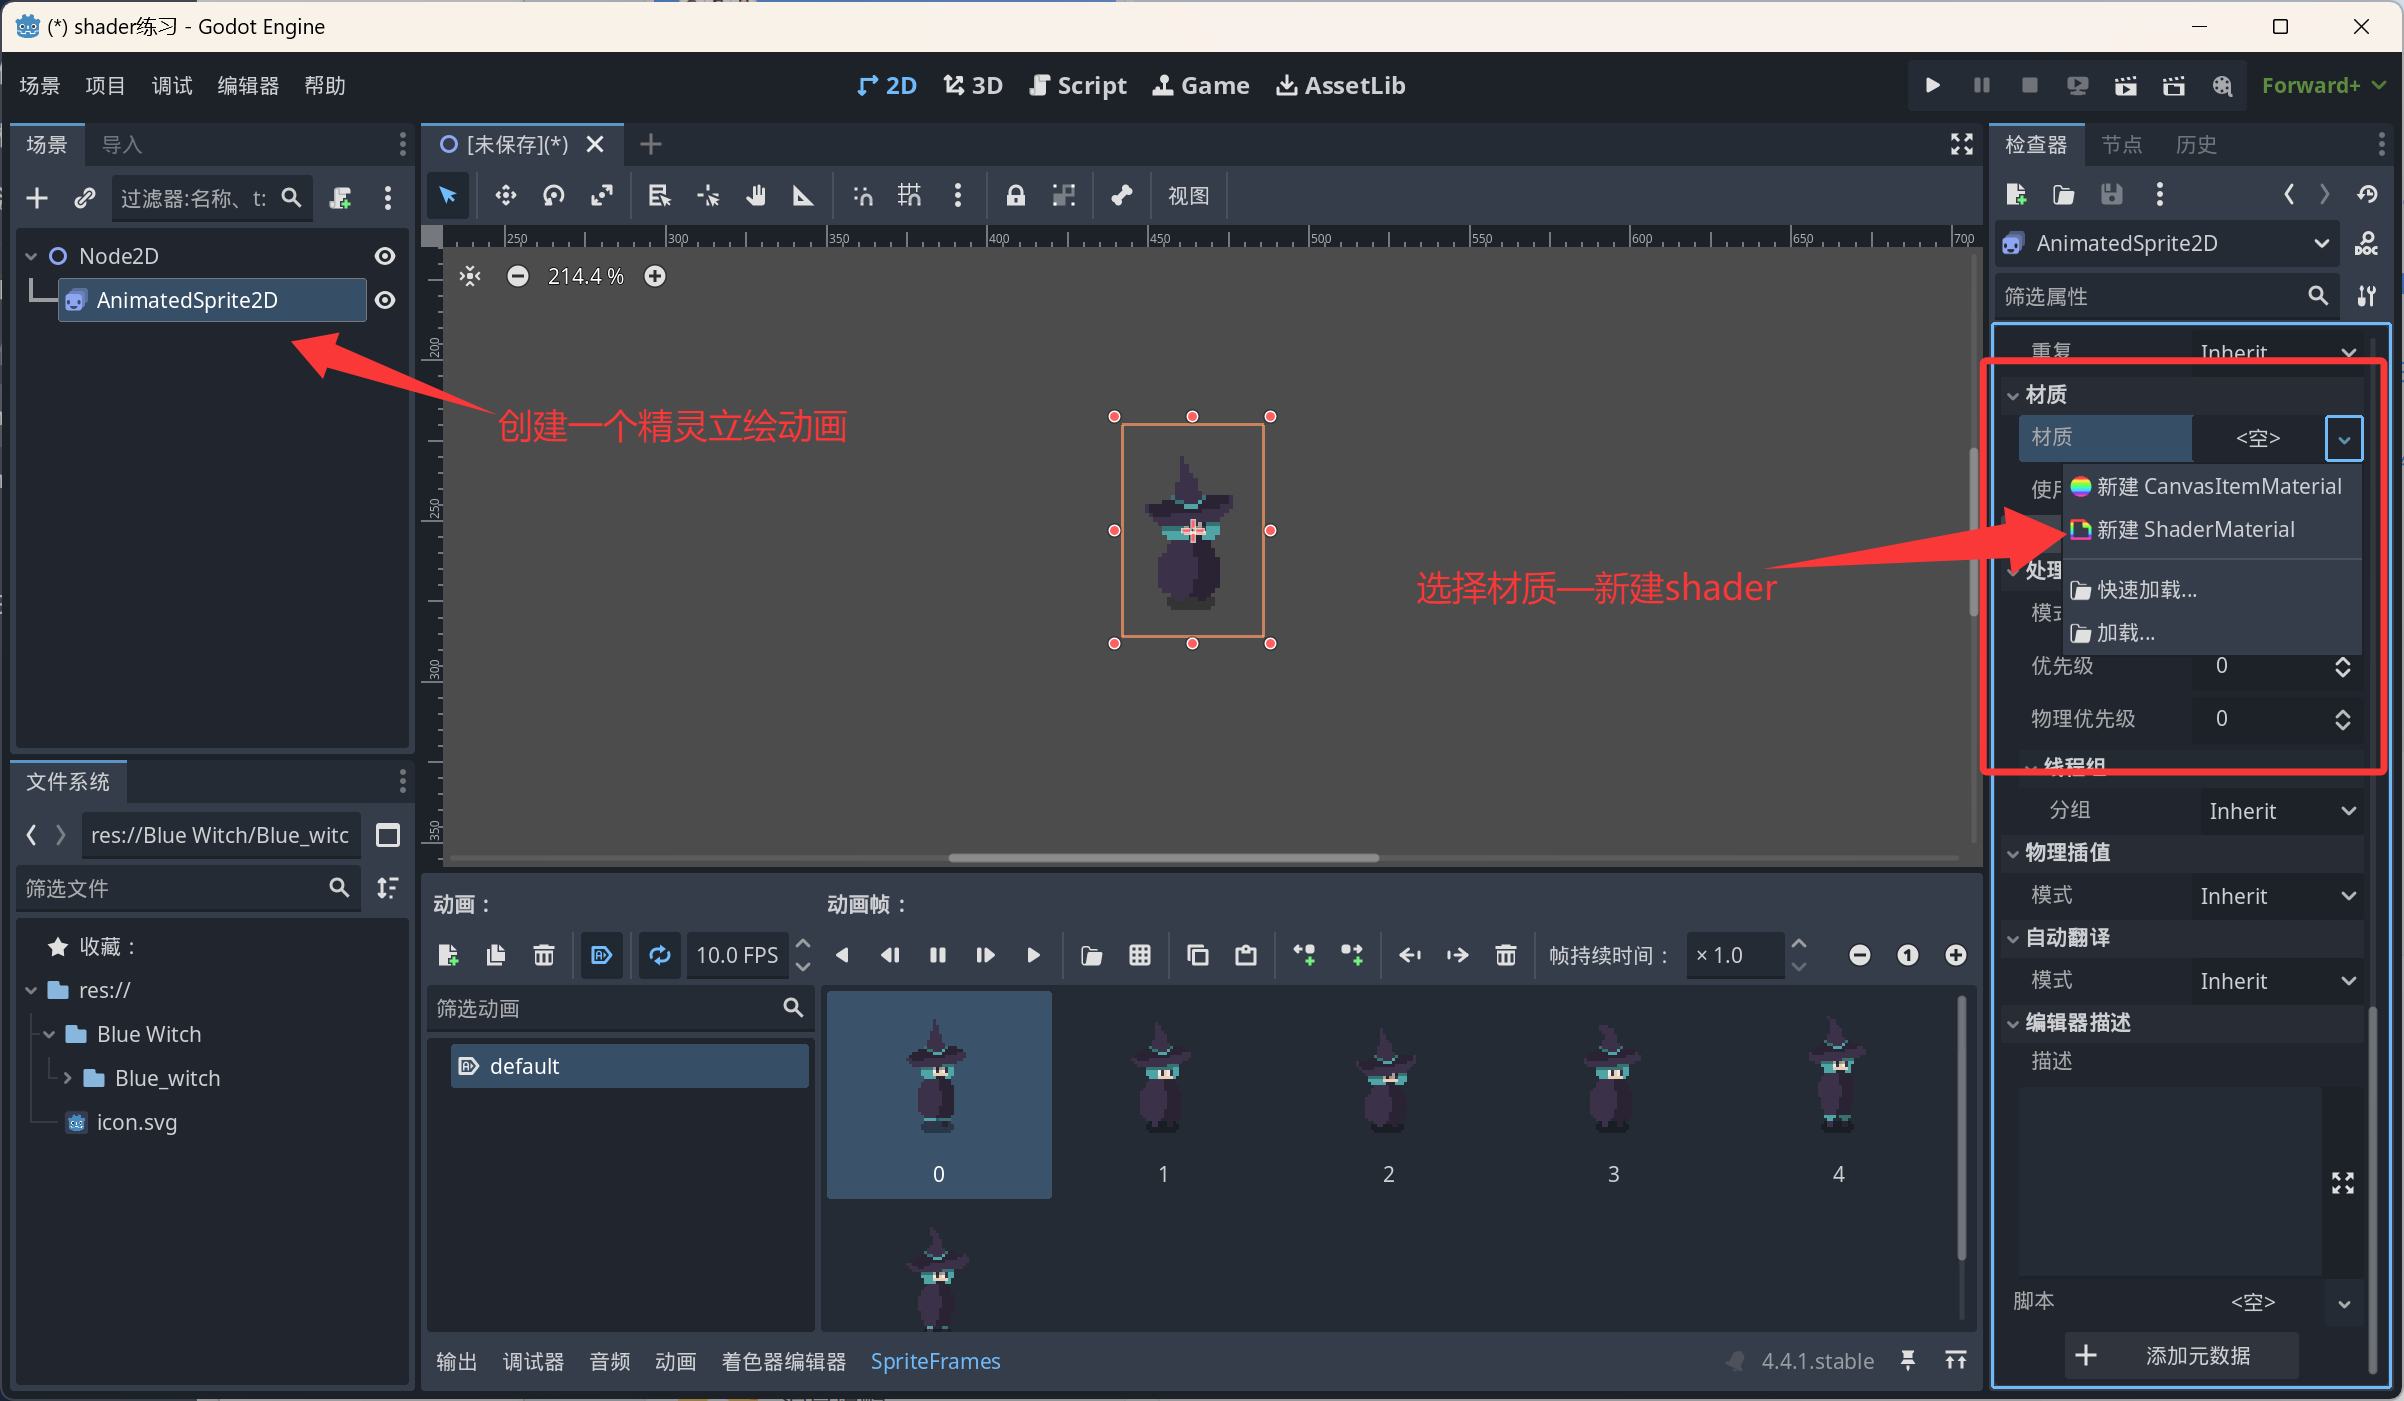 (*) shader练习 - Godot Engine
场景 项目 调试 编辑器 帮助
2D 3D Script Game AssetLib
Forward+
场景 导入
过滤器:名称、t:
Node2D
AnimatedSprite2D
[未保存](*)
视图
250 300 350 400 450 500 550 600 650 700
200
250
300
350
214.4 %
创建一个精灵立绘动画
选择材质—新建shader
检查器 节点 历史
AnimatedSprite2D
DOC
筛选属性
重复 Inherit
材质
材质 <空>
新建 CanvasItemMaterial
新建 ShaderMaterial
快速加载...
加载...
优先级 0
物理优先级 0
线程组
分组 Inherit
物理插值
模式 Inherit
自动翻译
模式 Inherit
编辑器描述
描述
脚本 <空>
添加元数据
文件系统
res://Blue Witch/Blue_witc
筛选文件
收藏：
res://
Blue Witch
Blue_witch
icon.svg
动画： 动画帧：
10.0 FPS
帧持续时间： × 1.0
1
筛选动画
default
0 1 2 3 4
输出 调试器 音频 动画 着色器编辑器 SpriteFrames
4.4.1.stable